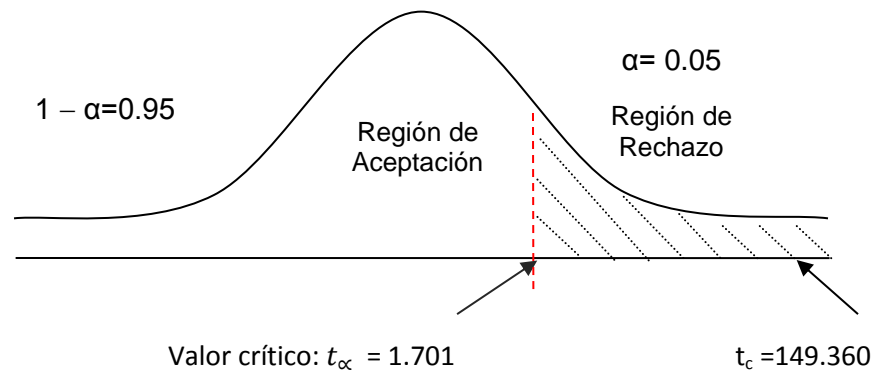 α= 0.05
1 – α=0.95
Región de
Rechazo
Región de
Aceptación
Valor crítico: t∝ = 1.701
tc =149.360